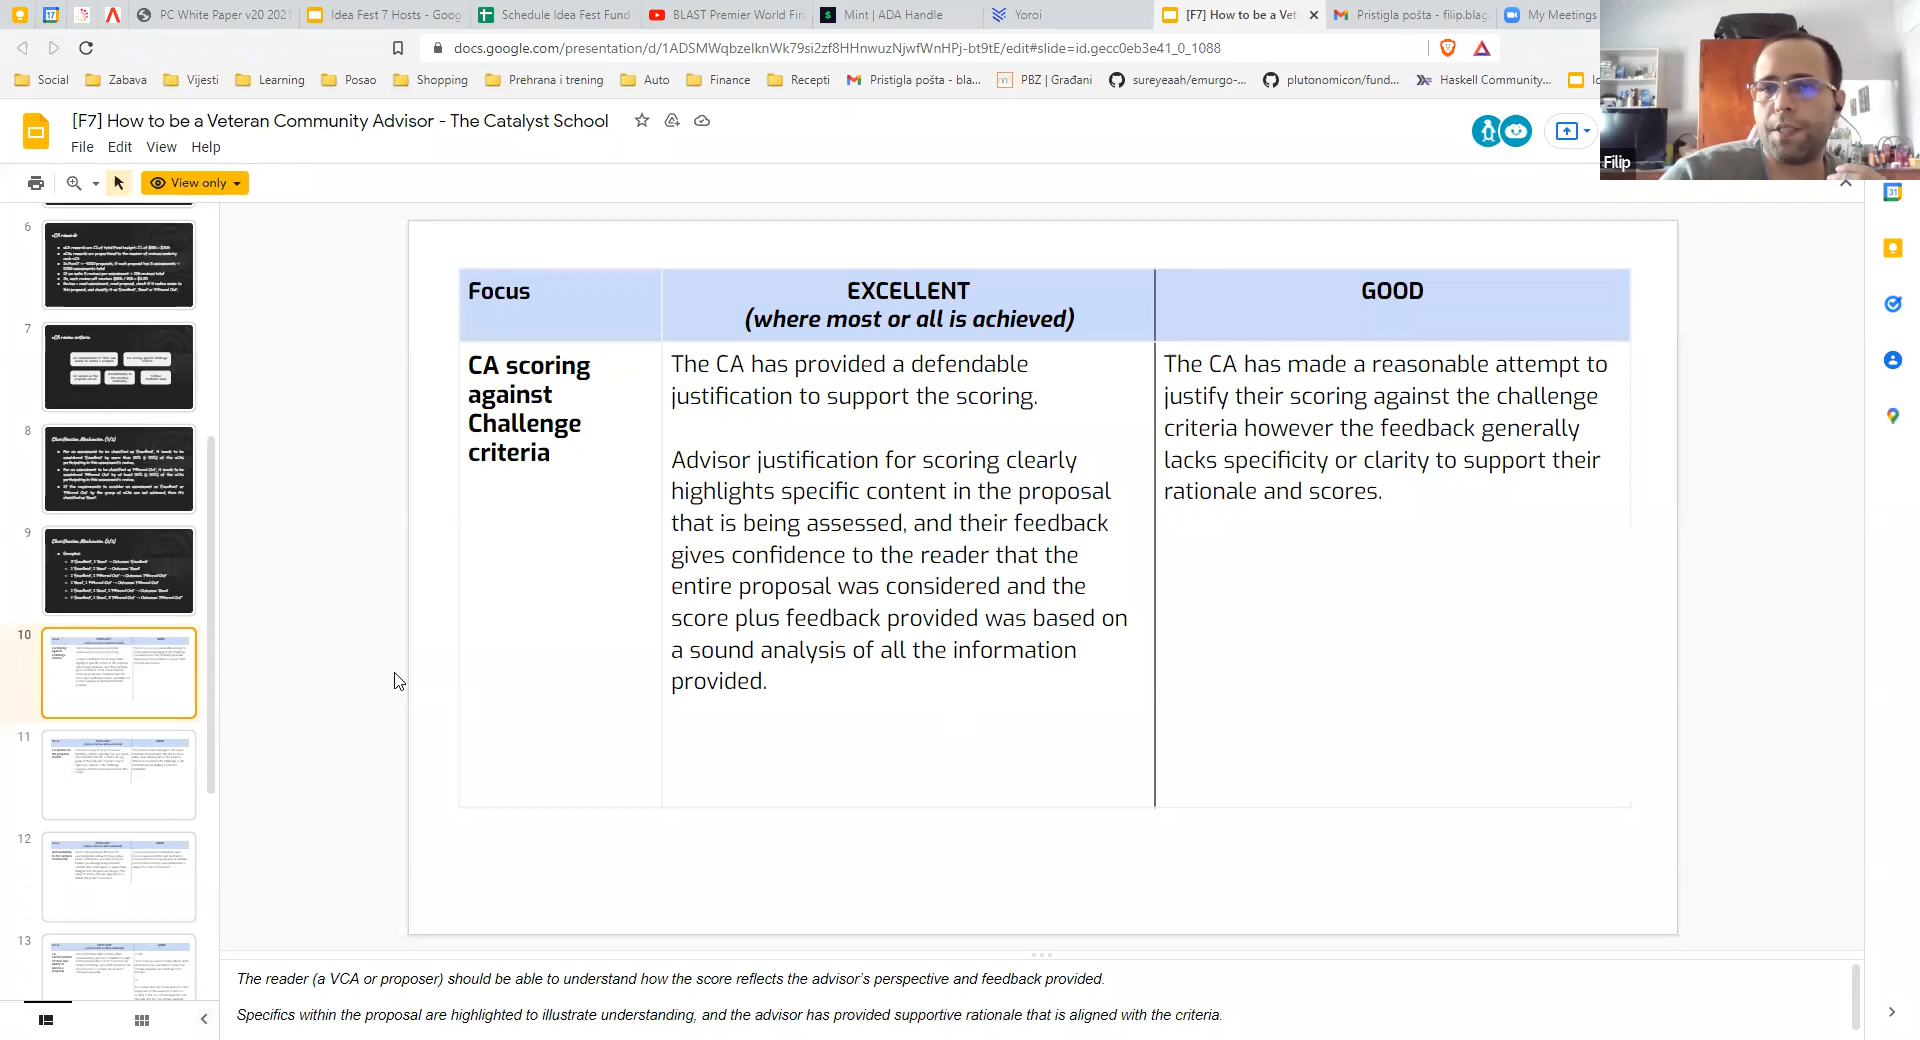 PC White Paper v20 2021
Idea Fest 7 Hosts - Goog
Schedule Idea Fest Fund
BLAST Premier World Fin
Mint | ADA Handle
Yoroi
[F7] How to be a Vet
Pristigla pošta - filip.blag
My Meetings
docs.google.com/presentation/d/1ADSMWqbzeIknWk79si2zf8HHnwuzNjwfWnHPj-bt9tE/edit#slide=id.gecc0eb3e41_0_1088
Social
Zabava
Vijesti
Learning
Posao
Shopping
Prehrana i trening
Auto
Finance
Recepti
Pristigla pošta - bla...
PBZ | Građani
sureyeaah/emurgo-...
plutonomicon/fund...
Haskell Community...
[F7] How to be a Veteran Community Advisor - The Catalyst School
File Edit View Help
Filip
View only
31
6
7
8
9
10
11
12
13
Focus
EXCELLENT
(where most or all is achieved)
GOOD
CA scoring
against
Challenge
criteria
The CA has provided a defendable
justification to support the scoring.
Advisor justification for scoring clearly
highlights specific content in the proposal
that is being assessed, and their feedback
gives confidence to the reader that the
entire proposal was considered and the
score plus feedback provided was based on
a sound analysis of all the information
provided.
The CA has made a reasonable attempt to
justify their scoring against the challenge
criteria however the feedback generally
lacks specificity or clarity to support their
rationale and scores.
The reader (a VCA or proposer) should be able to understand how the score reflects the advisor's perspective and feedback provided.
Specifics within the proposal are highlighted to illustrate understanding, and the advisor has provided supportive rationale that is aligned with the criteria.